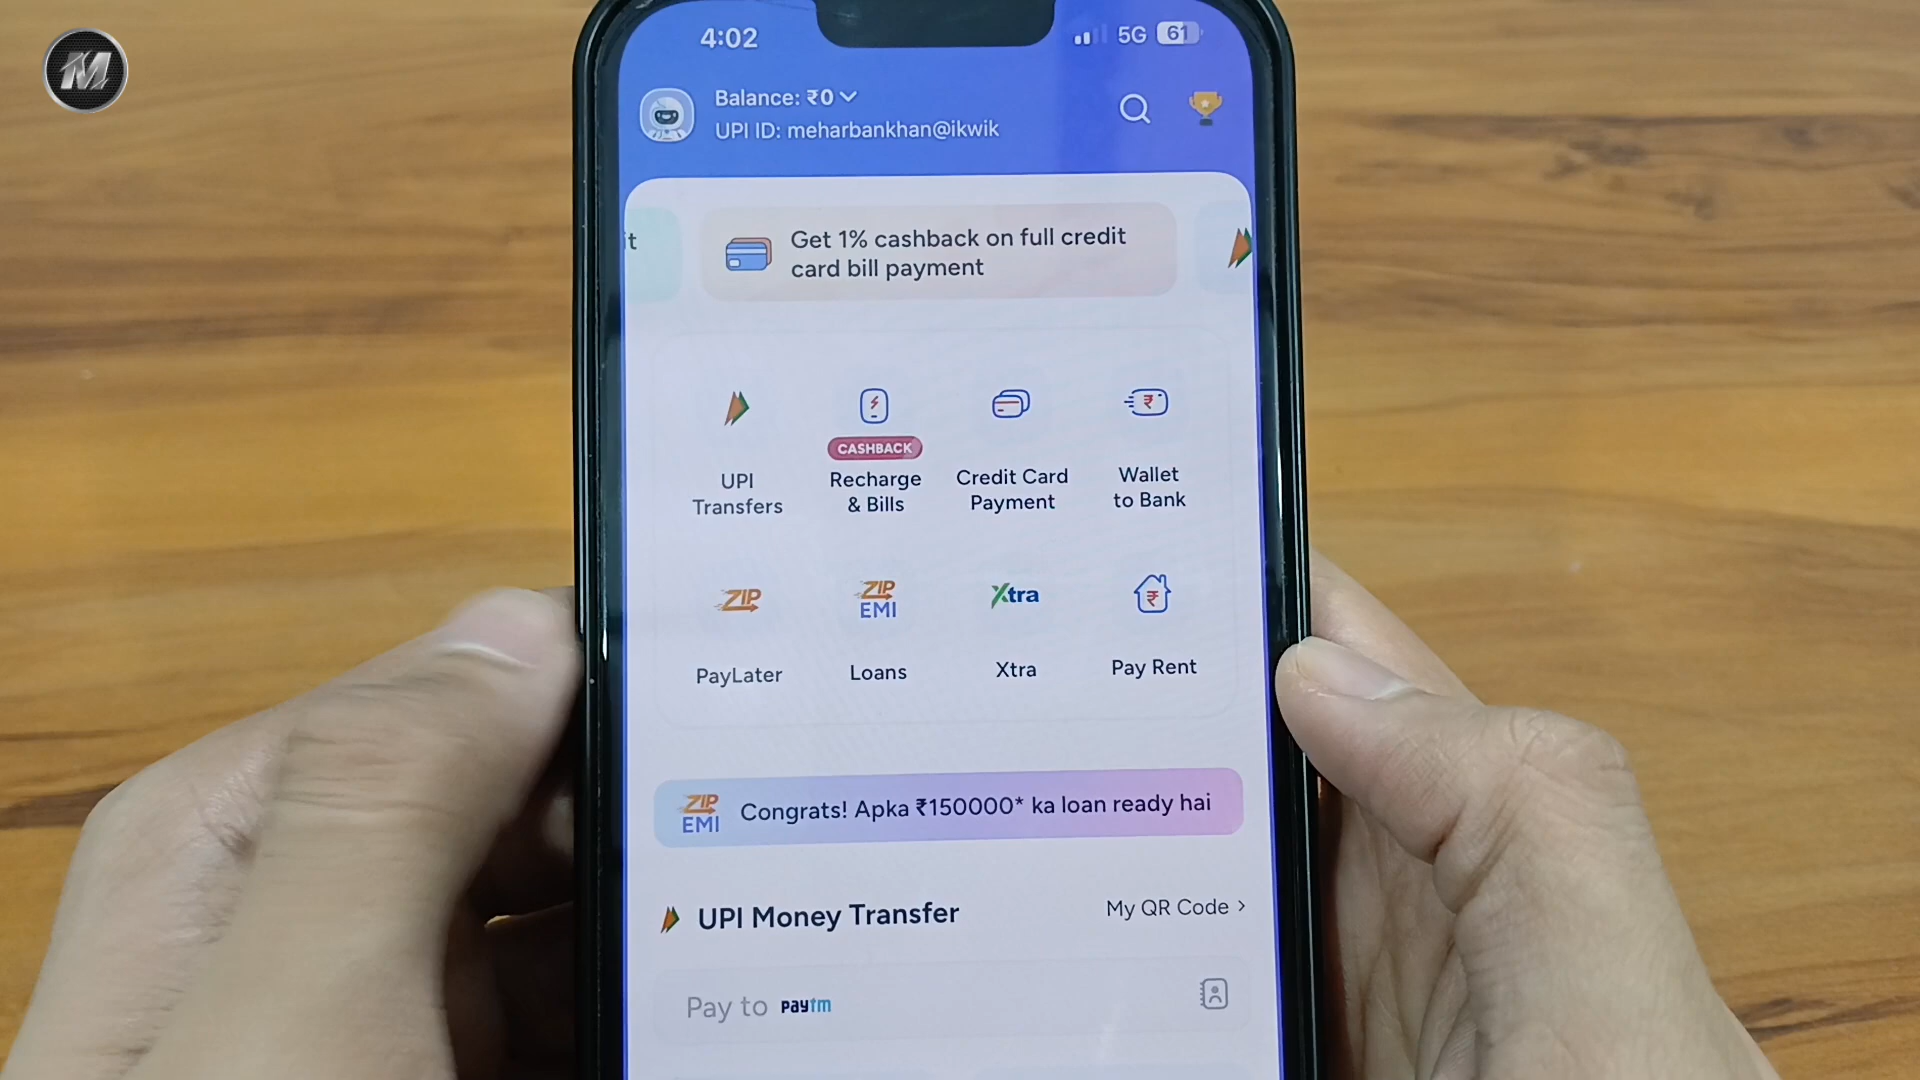 M
4:02
5G 61
Balance: ₹0
UPI ID: meharbankhan@ikwik
it
Get 1% cashback on full credit
card bill payment
CASHBACK
UPI
Transfers
Recharge
& Bills
Credit Card
Payment
Wallet
to Bank
ZIP
ZIP
EMI
Xtra
PayLater
Loans
Xtra
Pay Rent
ZIP
EMI
Congrats! Apka ₹150000* ka loan ready hai
UPI Money Transfer
My QR Code >
Pay to paytm